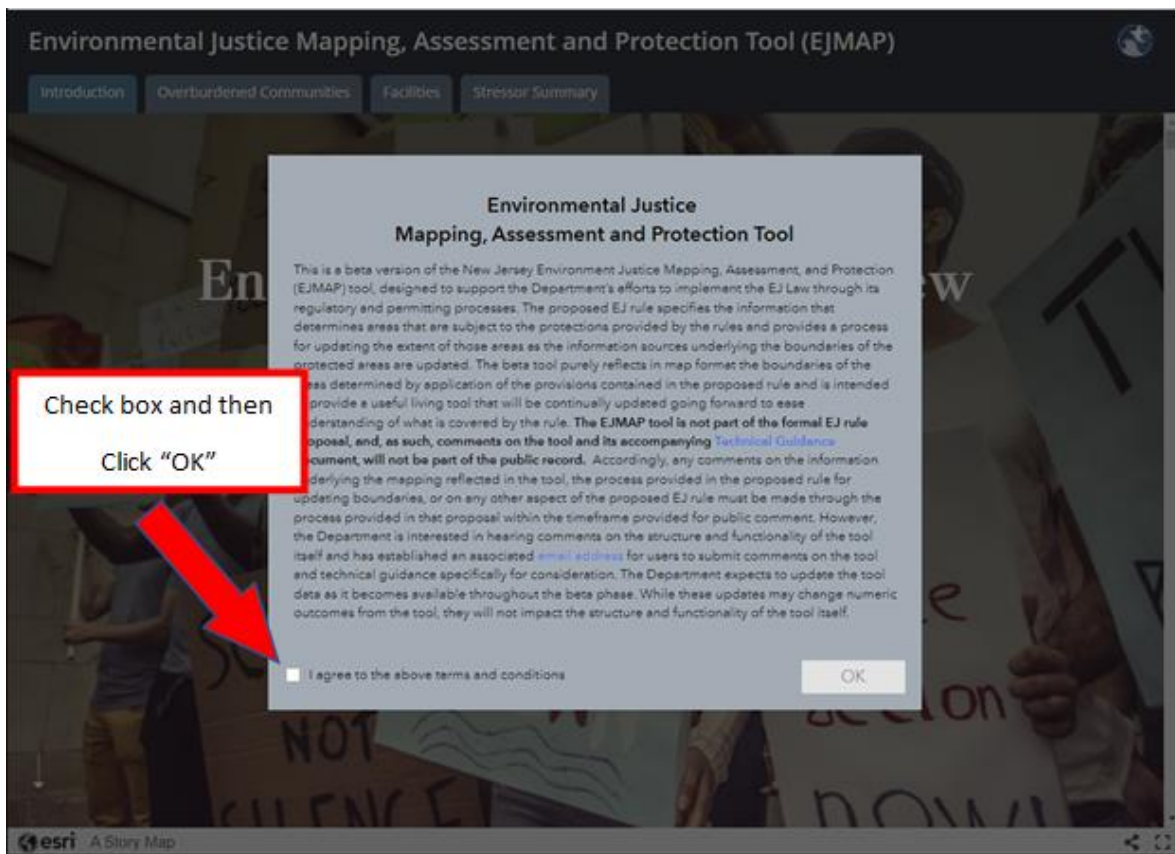 Environmental Justice Mapping, Assessment and Protection Tool (EJMAP)
Introduction
Overburdened Communities
Facilities
Stressor Summary
En
w
Environmental Justice
Mapping, Assessment and Protection Tool
This is a beta version of the New Jersey Environment Justice Mapping, Assessment, and Protection
(EJMAP) tool, designed to support the Department's efforts to implement the EJ Law through its
regulatory and permitting processes. The proposed EJ rule specifies the information that
determines areas that are subject to the protections provided by the rules and provides a process
for updating the extent of those areas as the information sources underlying the boundaries of the
protected areas are updated. The beta tool purely reflects in map format the boundaries of the
determined by application of the provisions contained in the proposed rule and is intended
provide a useful living tool that will be continually updated going forward to ease
understanding of what is covered by the rule. The EJMAP tool is not part of the formal EJ rule
proposal, and, as such, comments on the tool and its accompanying Technical Guidance
document, will not be part of the public record. Accordingly, any comments on the information
underlying the mapping reflected in the tool, the process provided in the proposed rule for
updating boundaries, or on any other aspect of the proposed EJ rule must be made through the
process provided in that proposal within the timeframe provided for public comment. However,
the Department is interested in hearing comments on the structure and functionality of the tool
itself and has established an associated email address for users to submit comments on the tool
and technical guidance specifically for consideration. The Department expects to update the tool
data as it becomes available throughout the beta phase. While these updates may change numeric
outcomes from the tool, they will not impact the structure and functionality of the tool itself.
Check box and then
Click "OK"
I agree to the above terms and conditions
OK
NOT
SILENCE
action
NOW!
esri A Story Map